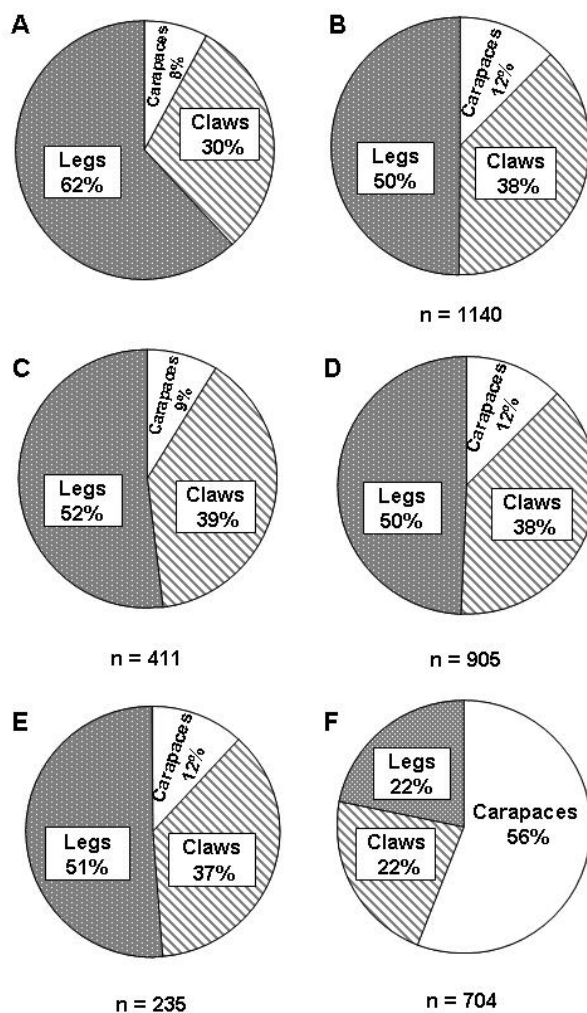 A
Carapaces
8%
Claws
30%
Legs
62%
B
Carapaces
12%
Claws
38%
Legs
50%
n = 1140
C
Carapaces
9%
Claws
39%
Legs
52%
n = 411
D
Carapaces
12%
Claws
38%
Legs
50%
n = 905
E
Carapaces
12%
Claws
37%
Legs
51%
n = 235
F
Legs
22%
Carapaces
56%
Claws
22%
n = 704